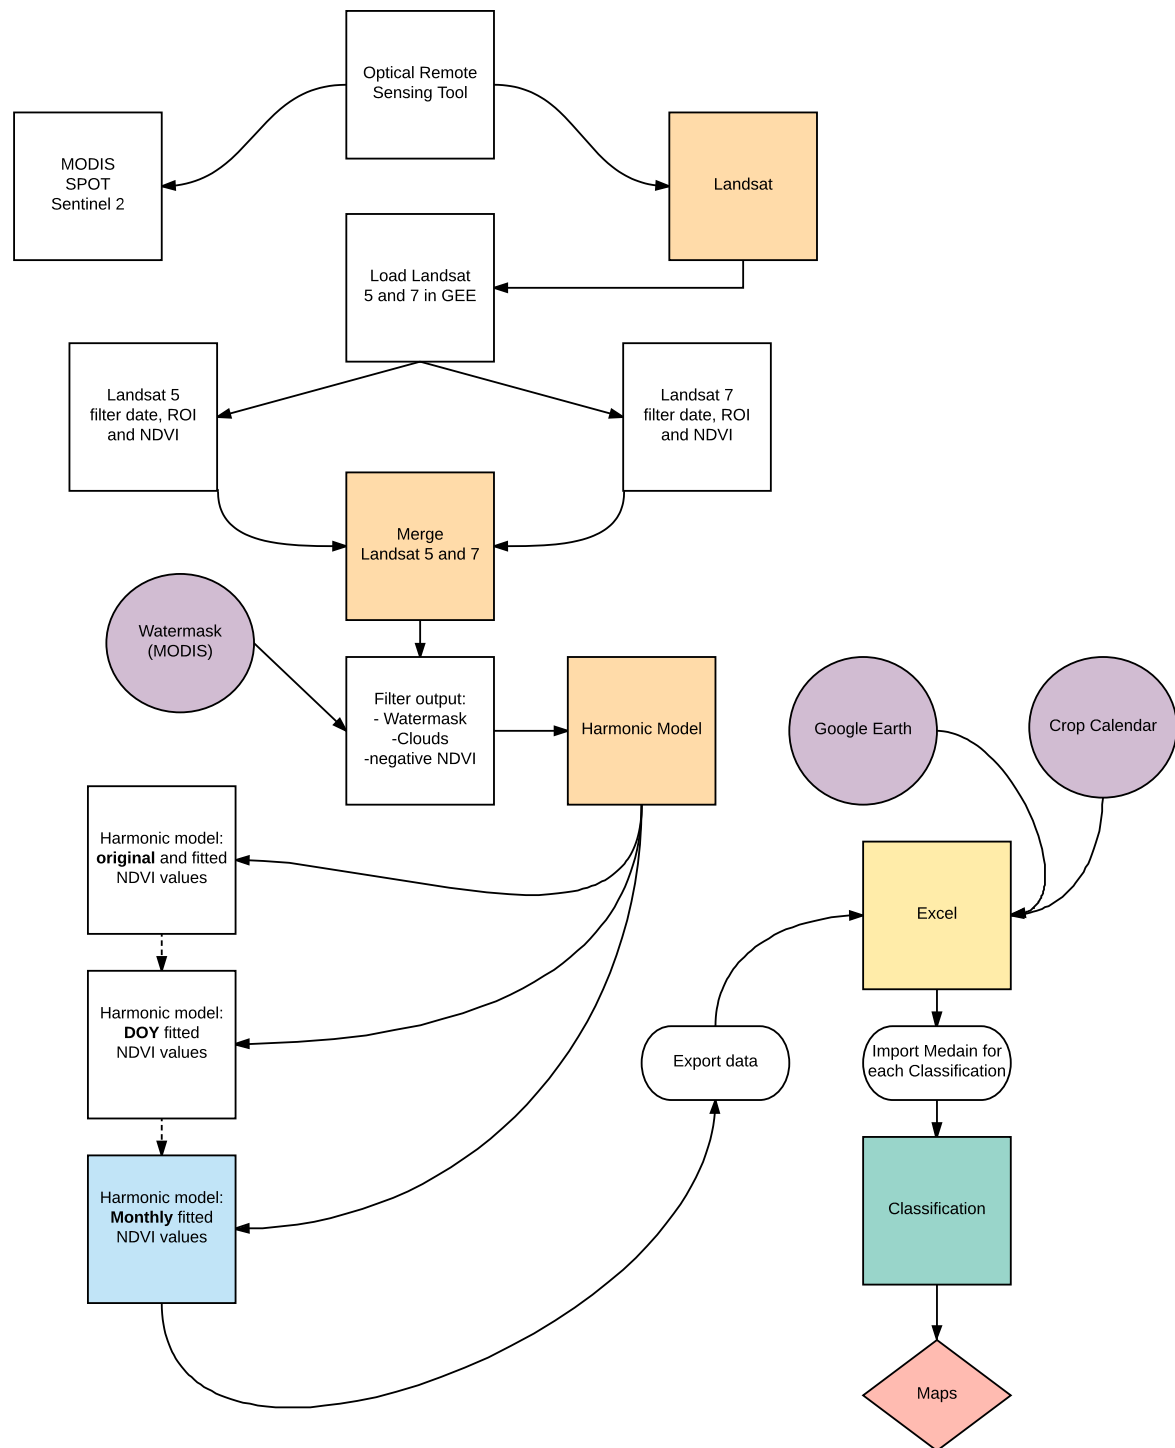 Optical Remote
Sensing Tool
MODIS
SPOT
Sentinel 2
Landsat
Load Landsat
5 and 7 in GEE
Landsat 5
filter date, ROI
and NDVI
Landsat 7
filter date, ROI
and NDVI
Merge
Landsat 5 and 7
Watermask
(MODIS)
Filter output:
- Watermask
-Clouds
-negative NDVI
Harmonic Model
Google Earth
Crop Calendar
Harmonic model:
original and fitted
NDVI values
Excel
Harmonic model:
DOY fitted
NDVI values
Export data
Import Medain for
each Classification
Harmonic model:
Monthly fitted
NDVI values
Classification
Maps